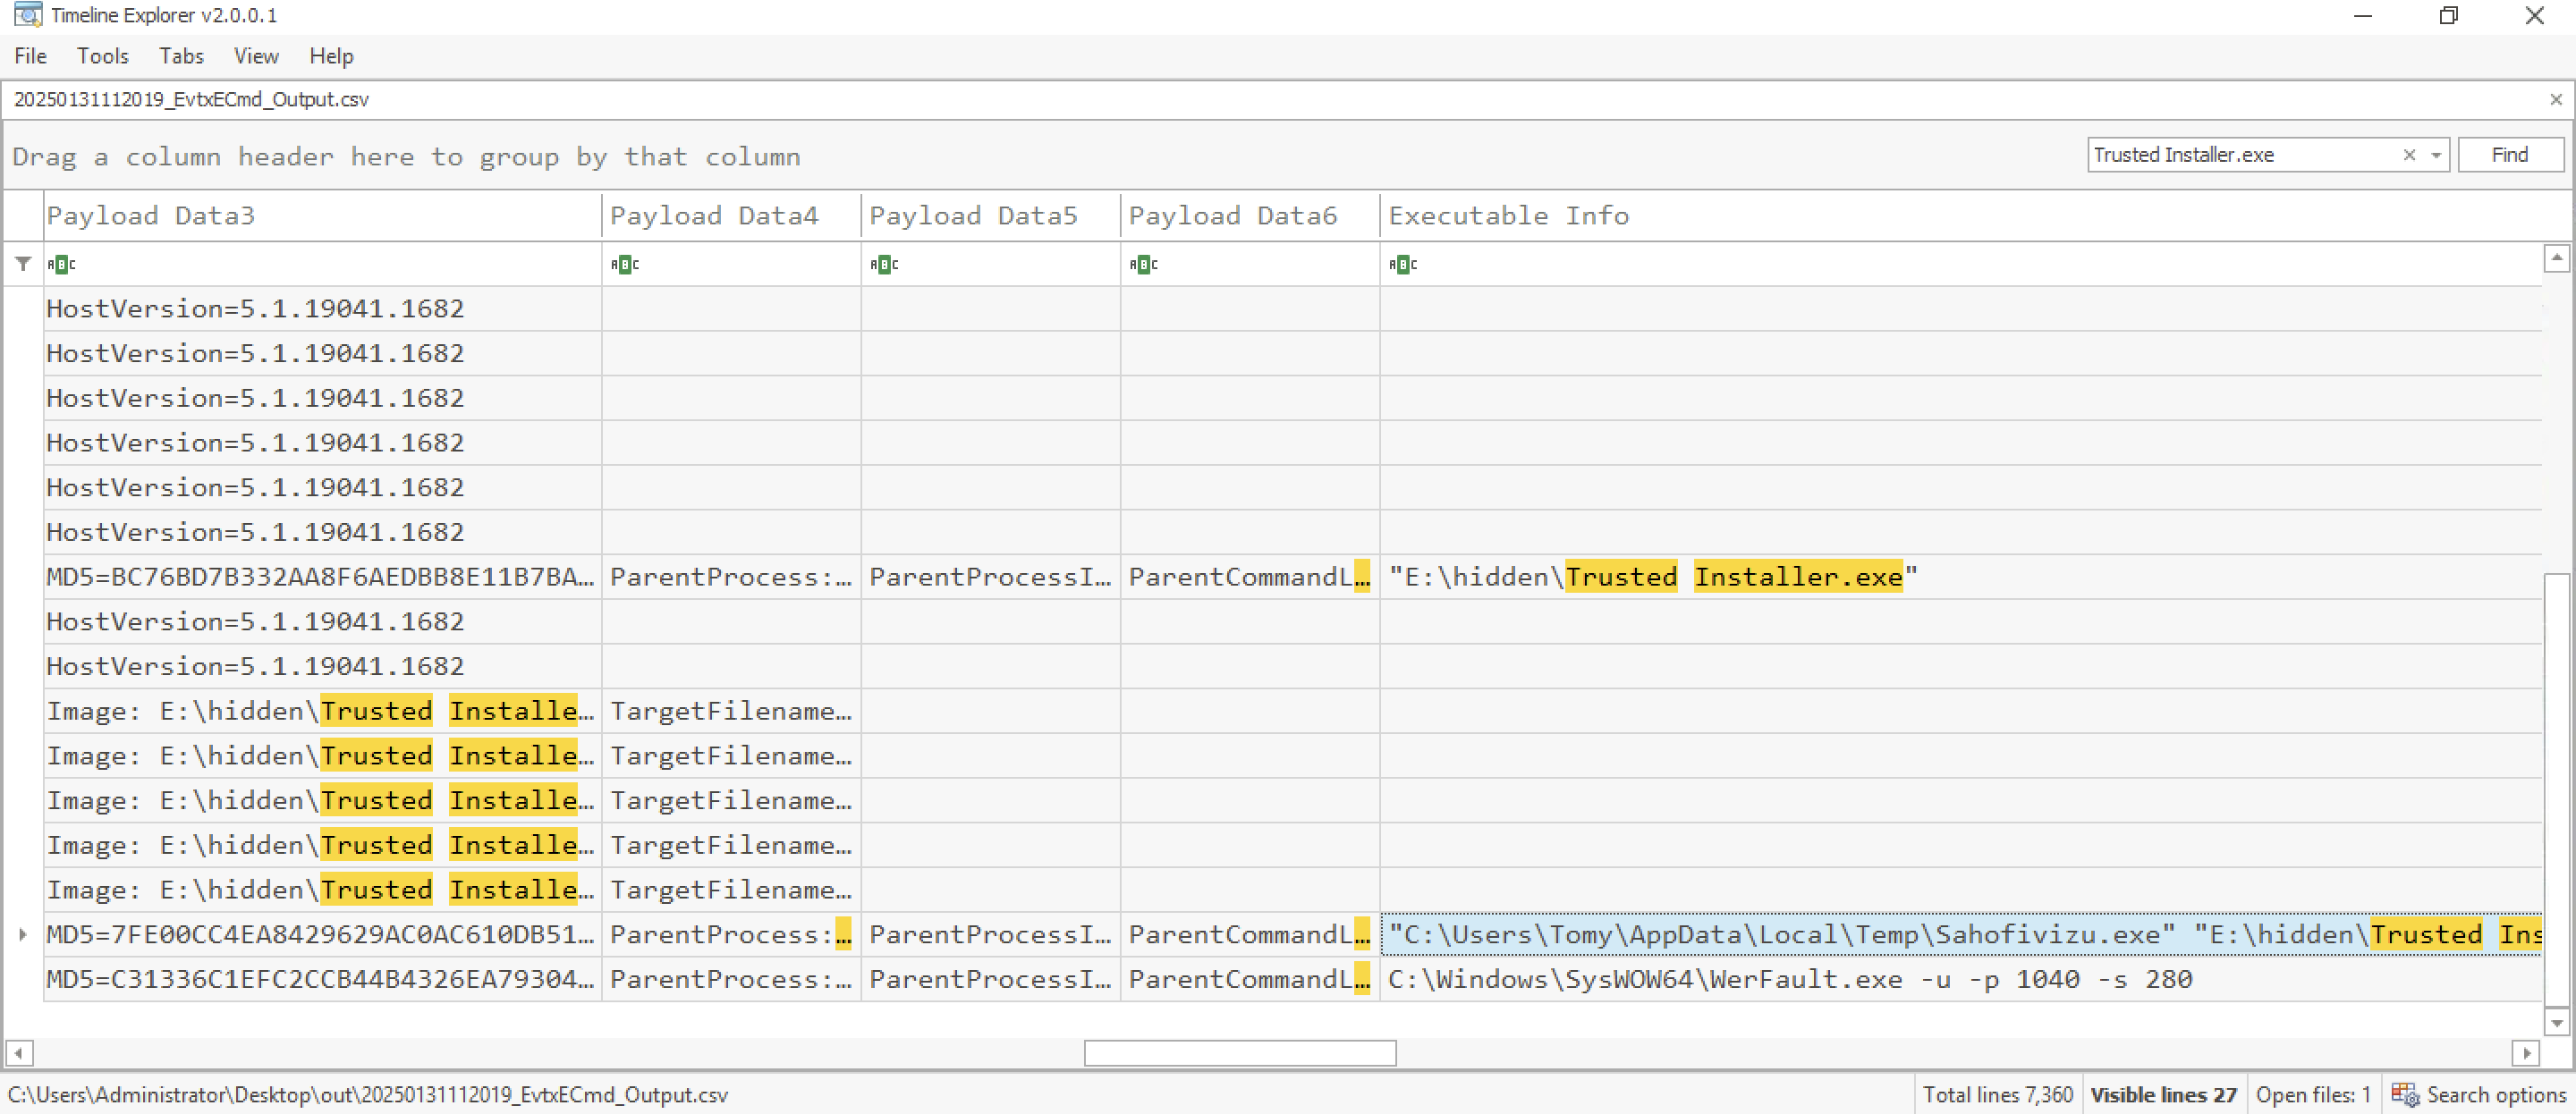 Timeline Explorer v2.0.0.1
File Tools Tabs View Help
20250131112019_EvtxECmd_Output.csv
Drag a column header here to group by that column
Trusted Installer.exe Find
Payload Data3 Payload Data4 Payload Data5 Payload Data6 Executable Info
ABC ABC ABC ABC ABC
HostVersion=5.1.19041.1682
HostVersion=5.1.19041.1682
HostVersion=5.1.19041.1682
HostVersion=5.1.19041.1682
HostVersion=5.1.19041.1682
HostVersion=5.1.19041.1682
MD5=BC76BD7B332AA8F6AEDBB8E11B7BA… ParentProcess:… ParentProcessI… ParentCommandL… "E:\hidden\Trusted Installer.exe"
HostVersion=5.1.19041.1682
HostVersion=5.1.19041.1682
Image: E:\hidden\Trusted Installe… TargetFilename…
Image: E:\hidden\Trusted Installe… TargetFilename…
Image: E:\hidden\Trusted Installe… TargetFilename…
Image: E:\hidden\Trusted Installe… TargetFilename…
Image: E:\hidden\Trusted Installe… TargetFilename…
MD5=7FE00CC4EA8429629AC0AC610DB51… ParentProcess:… ParentProcessI… ParentCommandL… "C:\Users\Tomy\AppData\Local\Temp\Sahofivizu.exe" "E:\hidden\Trusted Ins
MD5=C31336C1EFC2CCB44B4326EA79304… ParentProcess:… ParentProcessI… ParentCommandL… C:\Windows\SysWOW64\WerFault.exe -u -p 1040 -s 280
C:\Users\Administrator\Desktop\out\20250131112019_EvtxECmd_Output.csv Total lines 7,360 Visible lines 27 Open files: 1 Search options